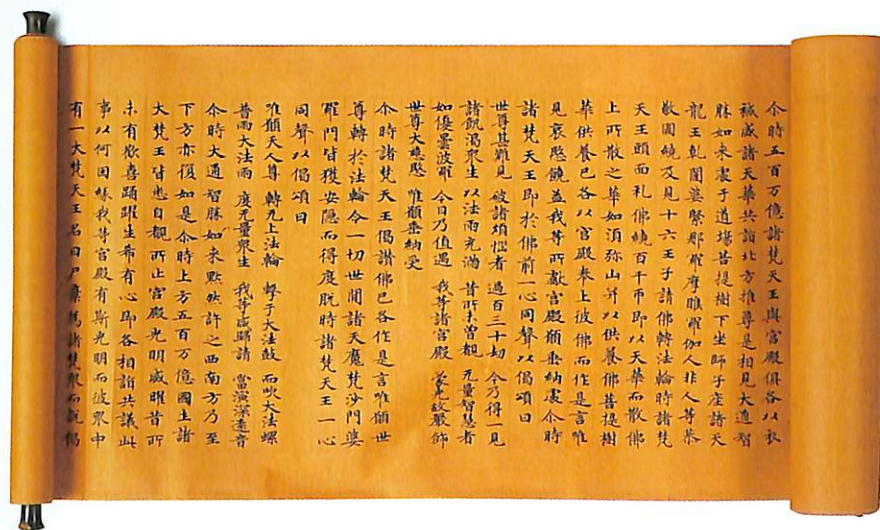 尒時五百万億諸梵天王與宮殿俱各以衣
祴盛諸天華共詣北方推尋是相見大通智
勝如来處于道場菩提樹下坐師子座諸天
龍王乹闥婆緊那羅摩睺羅伽人非人等恭
敬圍繞及見十六王子請佛轉法輪時諸梵
天王頭面礼佛繞百千帀即以天華而散佛
上所散之華如須弥山并以供養佛菩提樹
華供養已各以宮殿奉上彼佛而作是言唯
見哀愍饒益我等所獻宮殿願垂納處尒時
諸梵天王即於佛前一心同聲以偈頌曰
世尊甚難見 破諸煩惱者 過百三十劫 今乃得一見
諸飢渴衆生 以法雨充滿 昔所未曾覩 无量智慧者
如優曇波羅 今日乃值遇 我等諸宮殿 蒙光故嚴飾
世尊大慈愍 唯願垂納受
尒時諸梵天王偈讃佛已各作是言唯願世
尊轉於法輪令一切世間諸天魔梵沙門婆
羅門皆獲安隱而得度脫時諸梵天王一心
同聲以偈頌曰
唯願天人尊 轉无上法輪 擊于大法鼓 而吹大法螺
普雨大法雨 度无量衆生 我等咸歸請 當演深遠音
尒時大通智勝如来默然許之西南方乃至
下方亦復如是尒時上方五百万億國土諸
大梵王皆悉自覩所止宮殿光明威曜昔所
未有歡喜踊躍生希有心即各相詣共議此
事以何因緣我等宮殿有斯光明而彼衆中
有一大梵天王名曰尸棄為諸梵衆而說偈